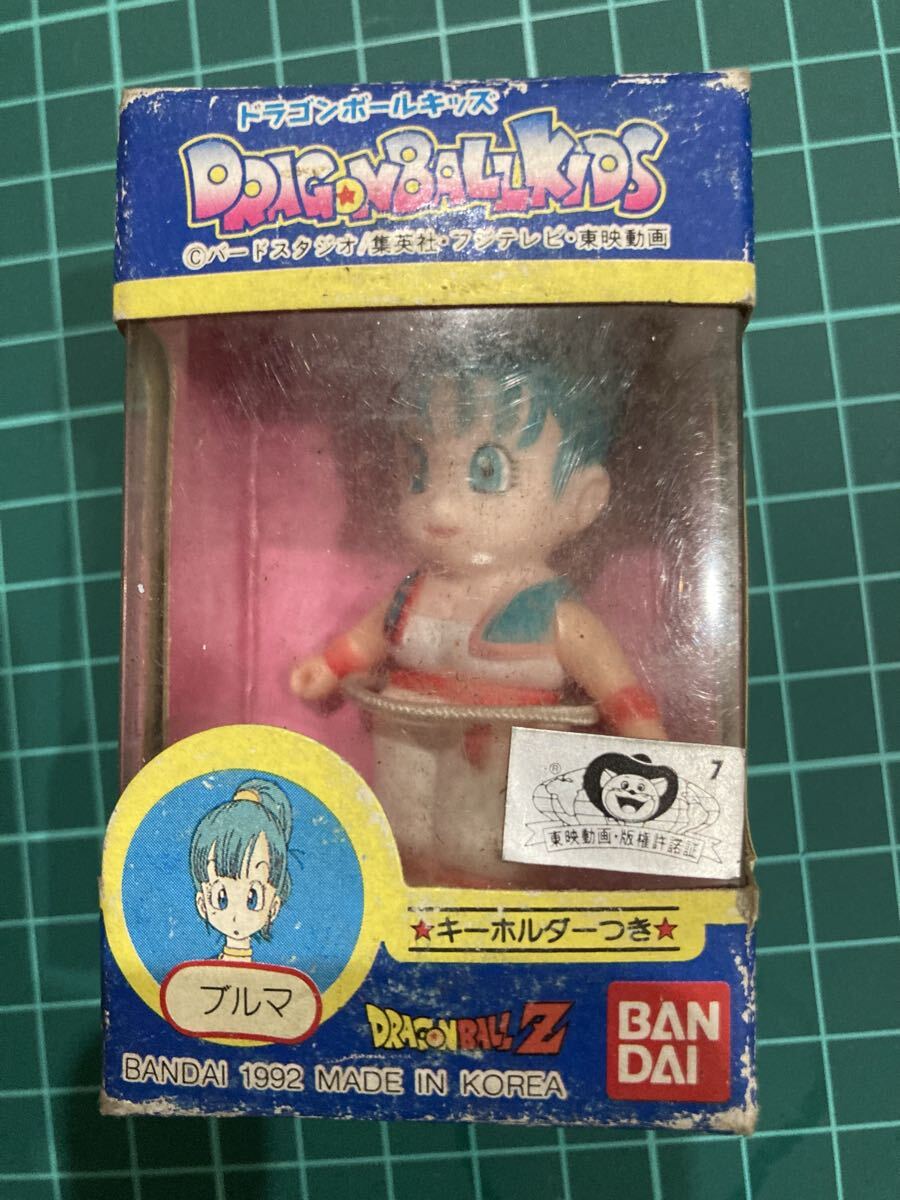 ドラゴンボールキッズ
DRAGONBALLKIDS
©バードスタジオ/集英社・フジテレビ・東映動画
® 7
東映動画・版権許諾証
★キーホルダーつき★
ブルマ
DRAGONBALL Z
BAN
DAI
BANDAI 1992 MADE IN KOREA